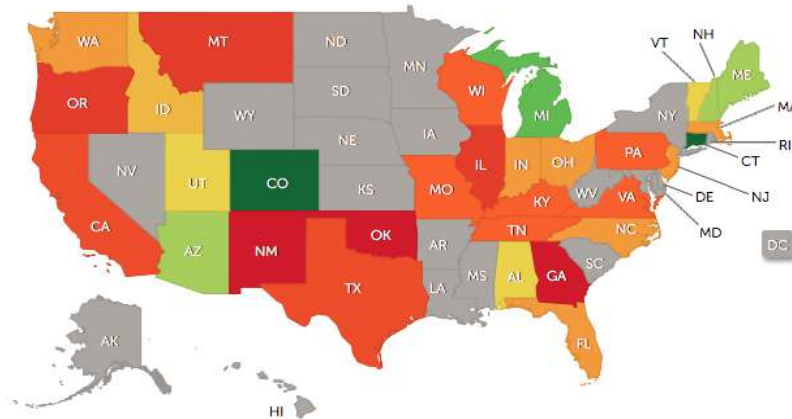 WA
MT
ND
MN
VT
NH
ME
OR
ID
SD
WI
MI
NY
MA
WY
RI
IA
NE
PA
CT
NV
UT
CO
IL
IN
OH
NJ
KS
MO
WV
VA
DE
CA
KY
MD
NC
TN
DC
AZ
NM
OK
AR
SC
MS
AL
GA
TX
LA
FL
AK
HI